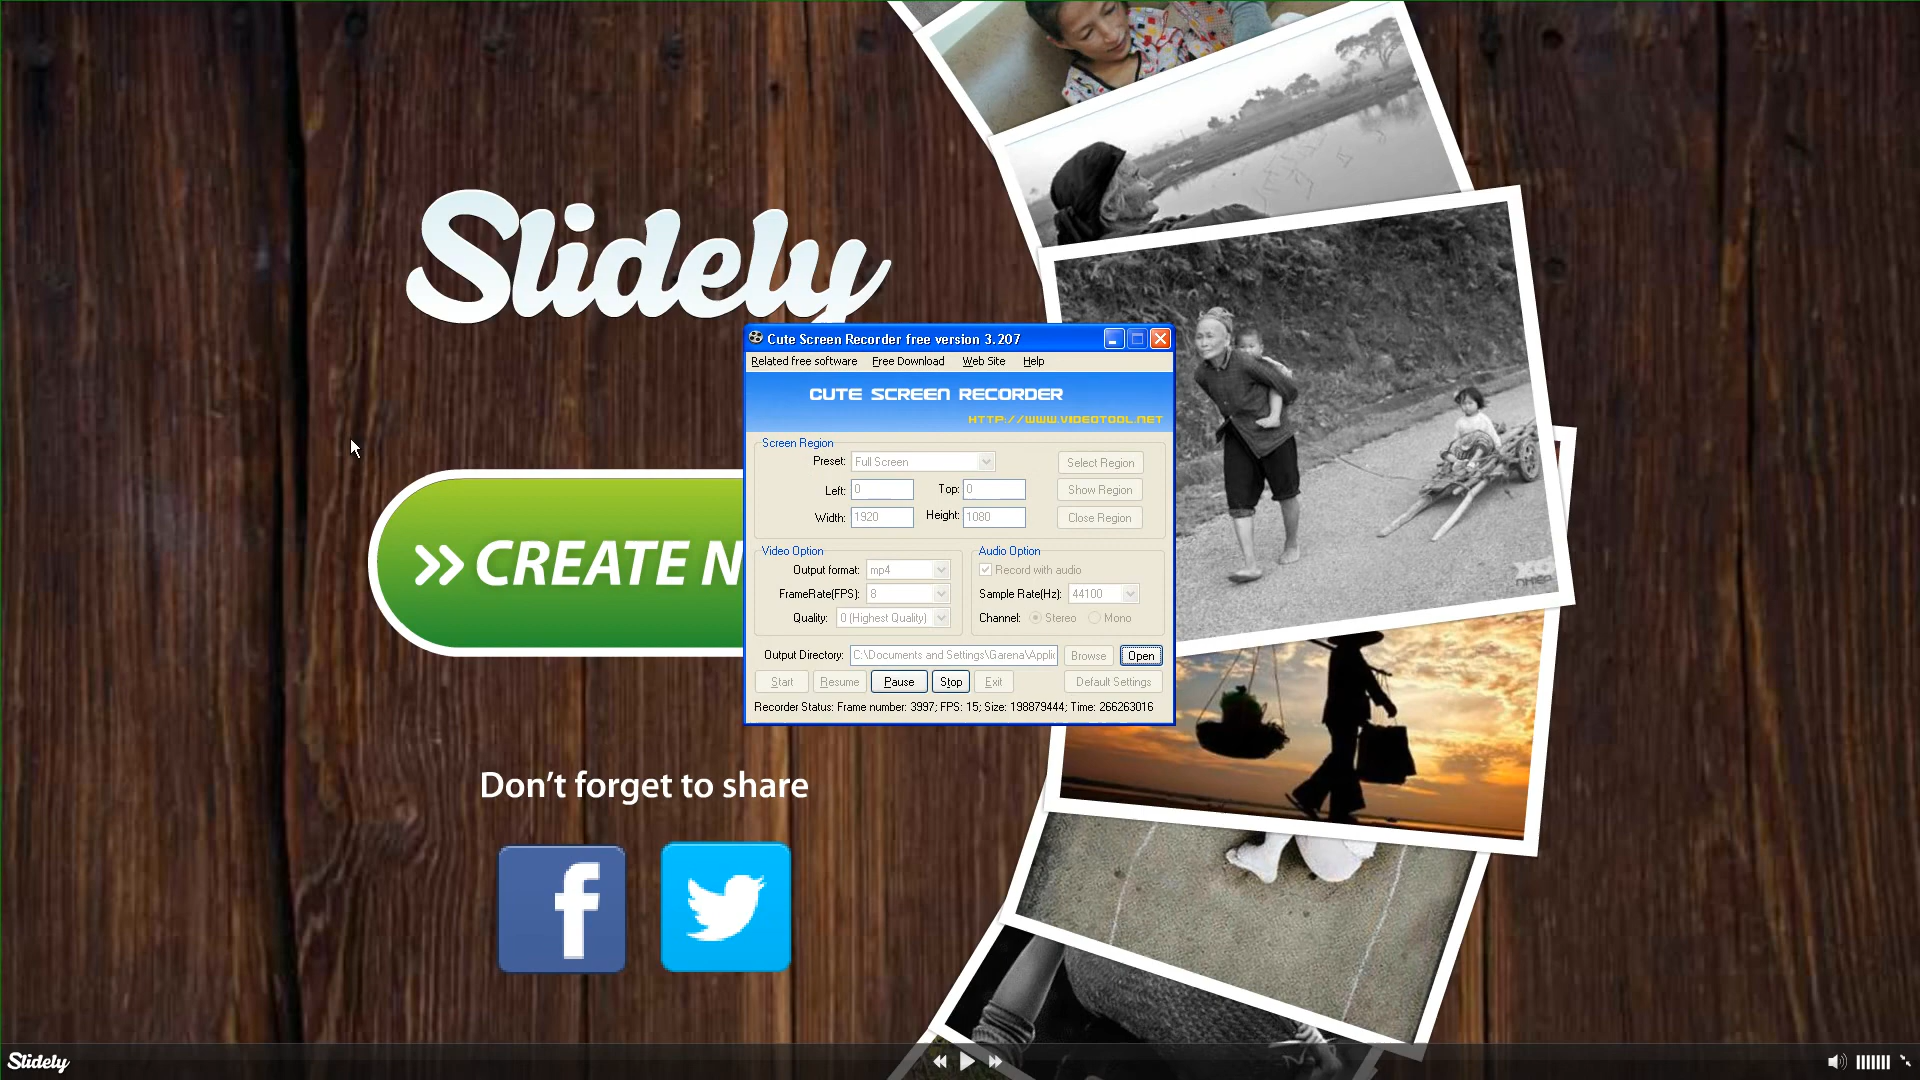 Slidely
Cute Screen Recorder free version 3.207
Related free software Free Download Web Site Help
CUTE SCREEN RECORDER
HTTP://WWW.VIDEOTOOL.NET
Screen Region
Preset: Full Screen Select Region
Left: 0 Top: 0 Show Region
Width: 1920 Height: 1080 Close Region
Video Option Audio Option
Output format: mp4 Record with audio
FrameRate(FPS): 8 Sample Rate(Hz): 44100
Quality: 0 (Highest Quality) Channel: Stereo Mono
Output Directory: C:\Documents and Settings\Garena\Applic Browse Open
Start Resume Pause Stop Exit Default Settings
Recorder Status: Frame number: 3997; FPS: 15; Size: 198879444; Time: 266263016
>> CREATE N
Don't forget to share
f
Slidely